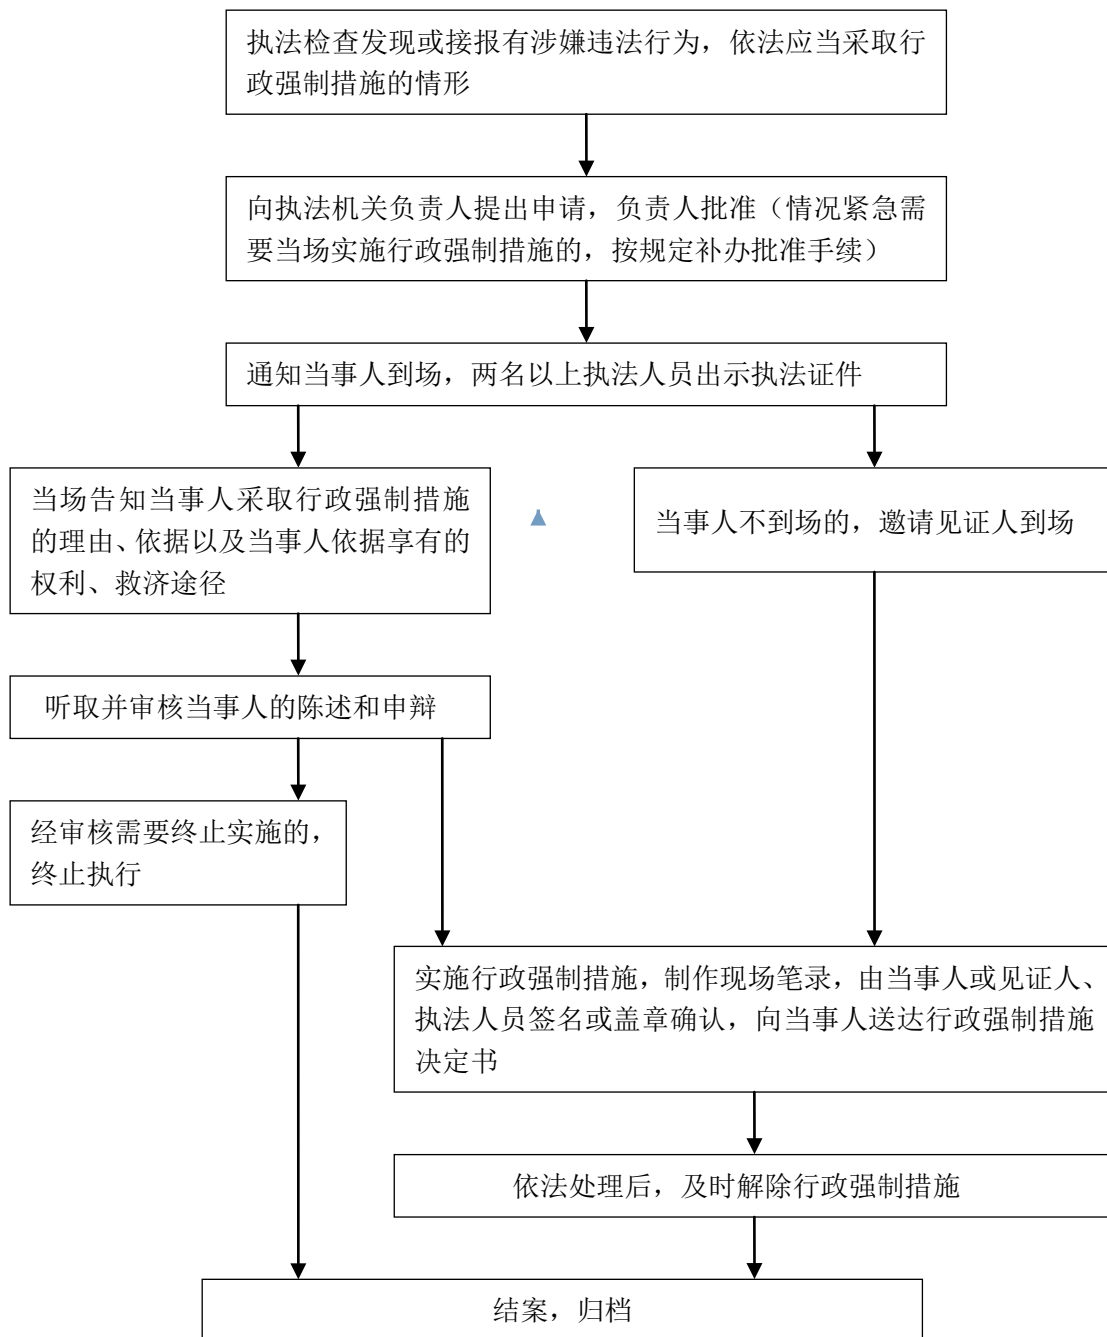 执法检查发现或接报有涉嫌违法行为，依法应当采取行
政强制措施的情形
向执法机关负责人提出申请，负责人批准（情况紧急需
要当场实施行政强制措施的，按规定补办批准手续）
通知当事人到场，两名以上执法人员出示执法证件
当场告知当事人采取行政强制措施
的理由、依据以及当事人依据享有的
权利、救济途径
当事人不到场的，邀请见证人到场
听取并审核当事人的陈述和申辩
经审核需要终止实施的，
终止执行
实施行政强制措施，制作现场笔录，由当事人或见证人、
执法人员签名或盖章确认，向当事人送达行政强制措施
决定书
依法处理后，及时解除行政强制措施
结案，归档